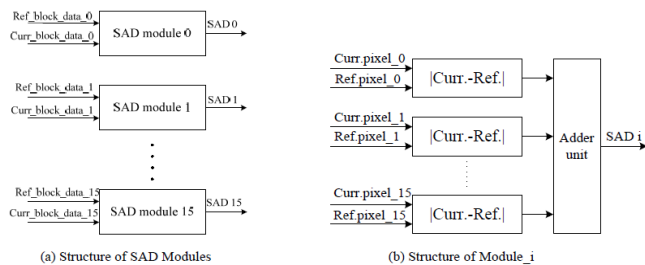 Ref_block_data_0
Curr_block_data_0
SAD module 0
SAD 0
Ref_block_data_1
Curr_block_data_1
SAD module 1
SAD 1
Ref_block_data_15
Curr_block_data_15
SAD module 15
SAD 15
(a) Structure of SAD Modules
Curr.pixel_0
Ref.pixel_0
|Curr.-Ref.|
Curr.pixel_1
Ref.pixel_1
|Curr.-Ref.|
Curr.pixel_15
Ref.pixel_15
|Curr.-Ref.|
Adder
unit
SAD i
(b) Structure of Module_i